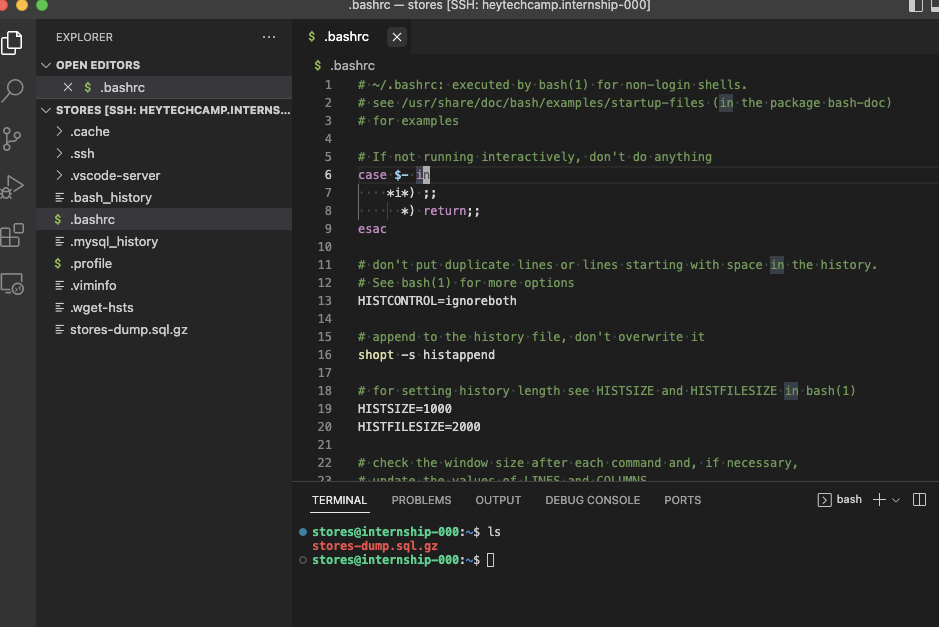 .bashrc — stores [SSH: heytechcamp.internship-000]
EXPLORER
...
OPEN EDITORS
$ .bashrc
STORES [SSH: HEYTECHCAMP.INTERNS...
.cache
.ssh
.vscode-server
.bash_history
$ .bashrc
.mysql_history
$ .profile
.viminfo
.wget-hsts
stores-dump.sql.gz
$ .bashrc
$ .bashrc
1 # ~/.bashrc: executed by bash(1) for non-login shells.
2 # see /usr/share/doc/bash/examples/startup-files (in the package bash-doc)
3 # for examples
4
5 # If not running interactively, don't do anything
6 case $- in
7 *i*) ;;
8 *) return;;
9 esac
10
11 # don't put duplicate lines or lines starting with space in the history.
12 # See bash(1) for more options
13 HISTCONTROL=ignoreboth
14
15 # append to the history file, don't overwrite it
16 shopt -s histappend
17
18 # for setting history length see HISTSIZE and HISTFILESIZE in bash(1)
19 HISTSIZE=1000
20 HISTFILESIZE=2000
21
22 # check the window size after each command and, if necessary,
23 # update the values of LINES and COLUMNS.
TERMINAL PROBLEMS OUTPUT DEBUG CONSOLE PORTS bash
stores@internship-000:~$ ls
stores-dump.sql.gz
stores@internship-000:~$